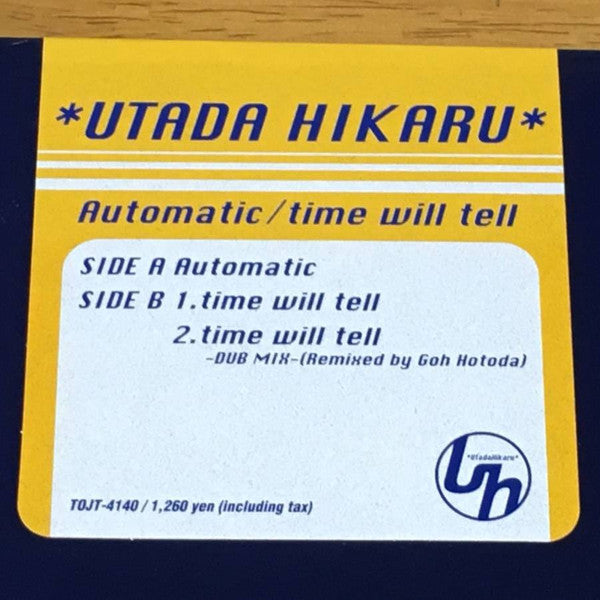 *UTADA HIKARU*
Automatic/time will tell
SIDE A Automatic
SIDE B 1.time will tell
2.time will tell
-DUB MIX-(Remixed by Goh Hotoda)
*UtadaHikaru*
Uh
TOJT-4140 / 1,260 yen (including tax)